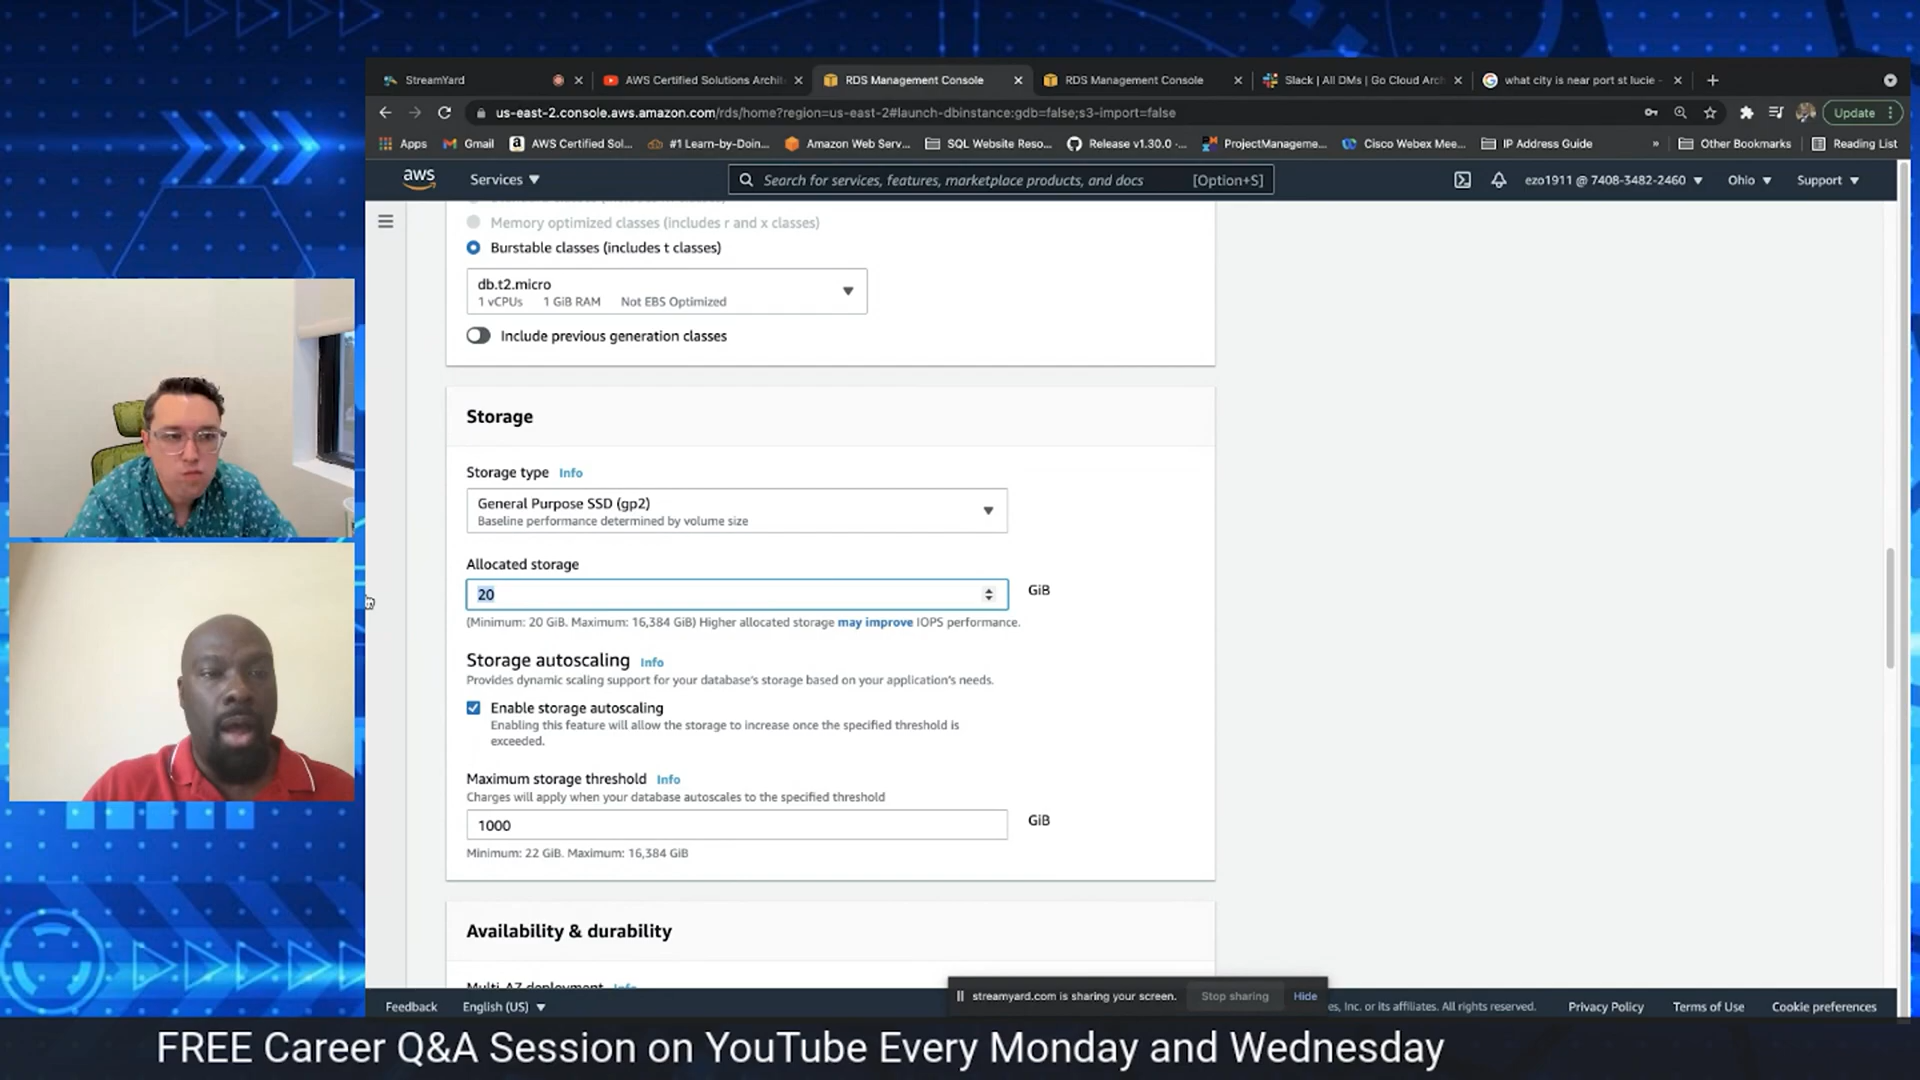 StreamYard
AWS Certified Solutions Archit
RDS Management Console
RDS Management Console
Slack | All DMs | Go Cloud Arch
what city is near port st lucie -
us-east-2.console.aws.amazon.com/rds/home?region=us-east-2#launch-dbinstance:gdb=false;s3-import=false
Update
Apps
Gmail
AWS Certified Sol...
#1 Learn-by-Doin...
Amazon Web Serv...
SQL Website Reso...
Release v1.30.0 ·...
ProjectManageme...
Cisco Webex Mee...
IP Address Guide
»
Other Bookmarks
Reading List
aws
Services
Search for services, features, marketplace products, and docs
[Option+S]
ezo1911 @ 7408-3482-2460
Ohio
Support
Memory optimized classes (includes r and x classes)
Burstable classes (includes t classes)
db.t2.micro
1 vCPUs 1 GiB RAM Not EBS Optimized
Include previous generation classes
Storage
Storage type Info
General Purpose SSD (gp2)
Baseline performance determined by volume size
Allocated storage
20
GiB
(Minimum: 20 GiB. Maximum: 16,384 GiB) Higher allocated storage may improve IOPS performance.
Storage autoscaling Info
Provides dynamic scaling support for your database's storage based on your application's needs.
Enable storage autoscaling
Enabling this feature will allow the storage to increase once the specified threshold is
exceeded.
Maximum storage threshold Info
Charges will apply when your database autoscales to the specified threshold
1000
GiB
Minimum: 22 GiB. Maximum: 16,384 GiB
Availability & durability
Multi-AZ deployment Info
streamyard.com is sharing your screen.
Stop sharing
Hide
Feedback
English (US)
es, Inc. or its affiliates. All rights reserved.
Privacy Policy
Terms of Use
Cookie preferences
FREE Career Q&A Session on YouTube Every Monday and Wednesday